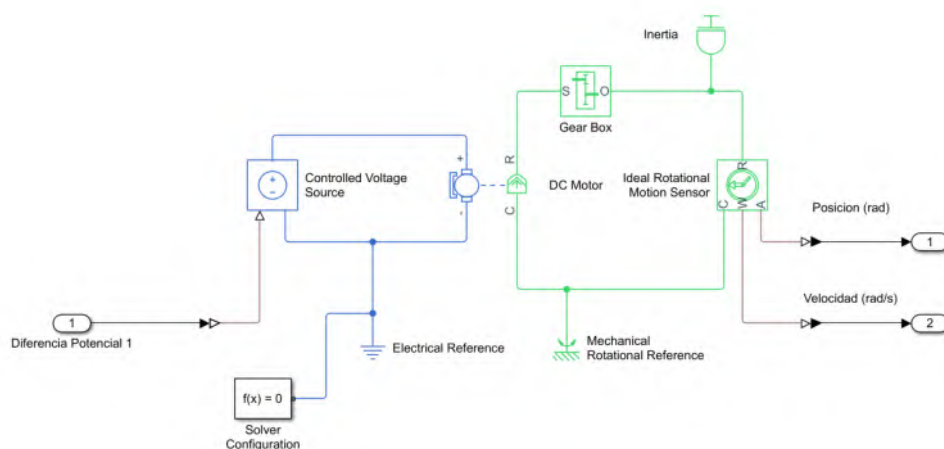 Inertia
S
O
Gear Box
+
R
Controlled Voltage
Source
+
−
DC Motor
Ideal Rotational
Motion Sensor
R
C
W
A
-
C
Posicion (rad)
1
Velocidad (rad/s)
1
2
Diferencia Potencial 1
Electrical Reference
Mechanical
Rotational Reference
f(x) = 0
Solver
Configuration